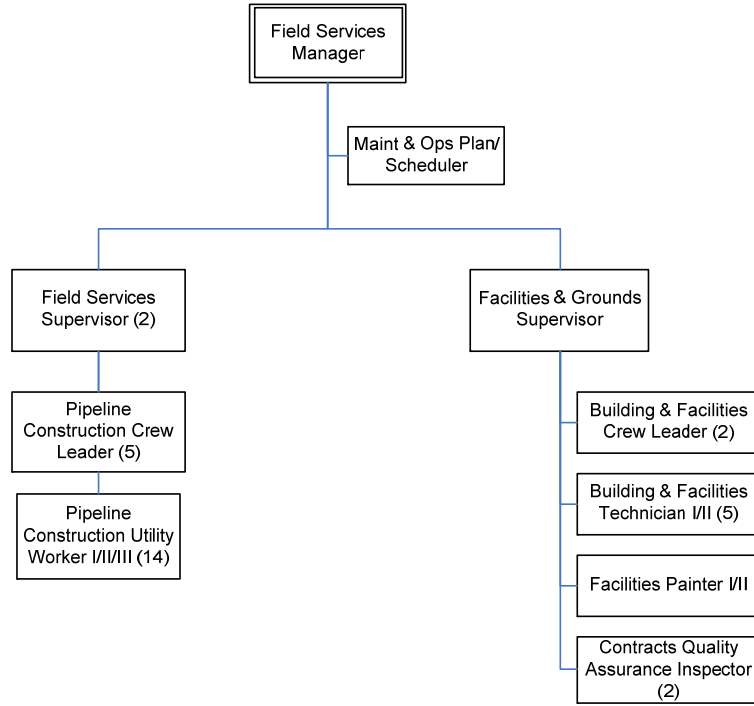 Field Services
Manager
Maint & Ops Plan/
Scheduler
Field Services
Supervisor (2)
Facilities & Grounds
Supervisor
Pipeline
Construction Crew
Leader (5)
Pipeline
Construction Utility
Worker I/II/III (14)
Building & Facilities
Crew Leader (2)
Building & Facilities
Technician I/II (5)
Facilities Painter I/II
Contracts Quality
Assurance Inspector
(2)